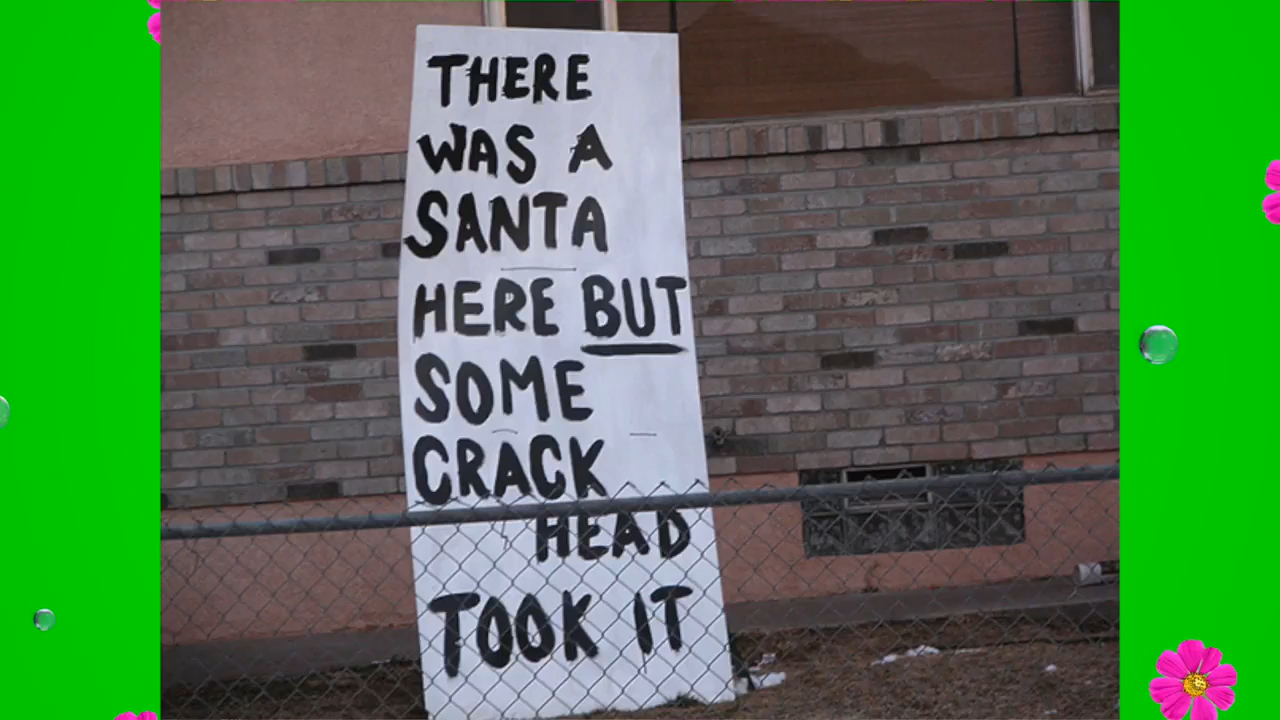 THERE
WAS A
SANTA
HERE BUT
SOME
CRACK
HEAD
TOOK IT